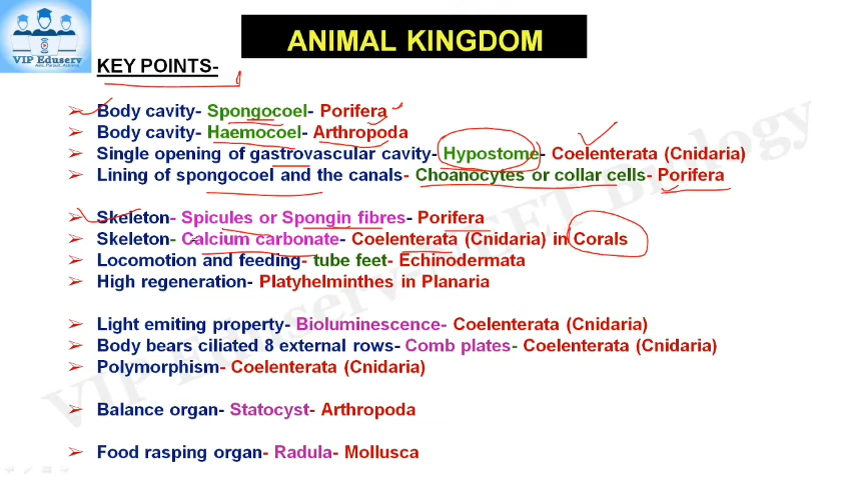 VIP Eduserv
ANIMAL KINGDOM
KEY POINTS-
➢ Body cavity- Spongocoel- Porifera
➢ Body cavity- Haemocoel- Arthropoda
➢ Single opening of gastrovascular cavity- Hypostome- Coelenterata (Cnidaria)
➢ Lining of spongocoel and the canals- Choanocytes or collar cells- Porifera
➢ Skeleton- Spicules or Spongin fibres- Porifera
➢ Skeleton- Calcium carbonate- Coelenterata (Cnidaria) in Corals
➢ Locomotion and feeding- tube feet- Echinodermata
➢ High regeneration- Platyhelminthes in Planaria
➢ Light emiting property- Bioluminescence- Coelenterata (Cnidaria)
➢ Body bears ciliated 8 external rows- Comb plates- Coelenterata (Cnidaria)
➢ Polymorphism- Coelenterata (Cnidaria)
➢ Balance organ- Statocyst- Arthropoda
➢ Food rasping organ- Radula- Mollusca